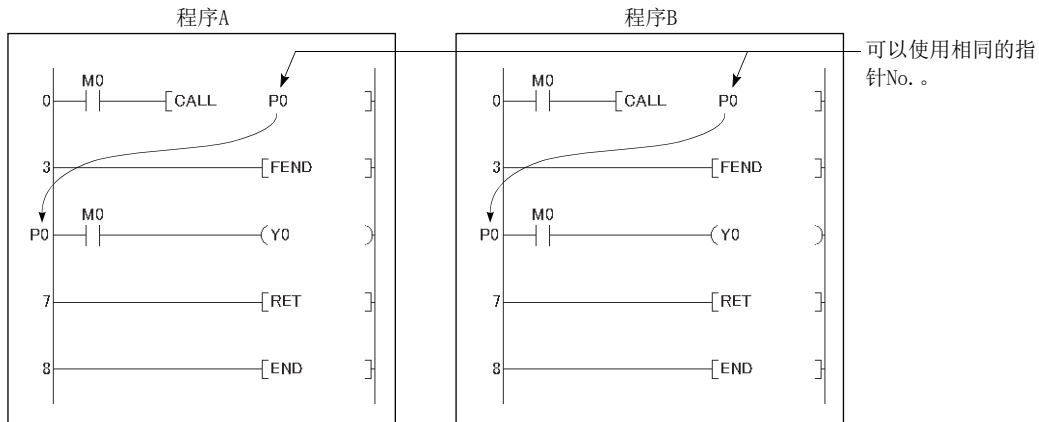 程序A
M0
0 [CALL P0 ]
3 [FEND ]
M0
P0 (Y0 )
7 [RET ]
8 [END ]
程序B
M0
0 [CALL P0 ]
3 [FEND ]
M0
P0 (Y0 )
7 [RET ]
8 [END ]
可以使用相同的指
针No.。